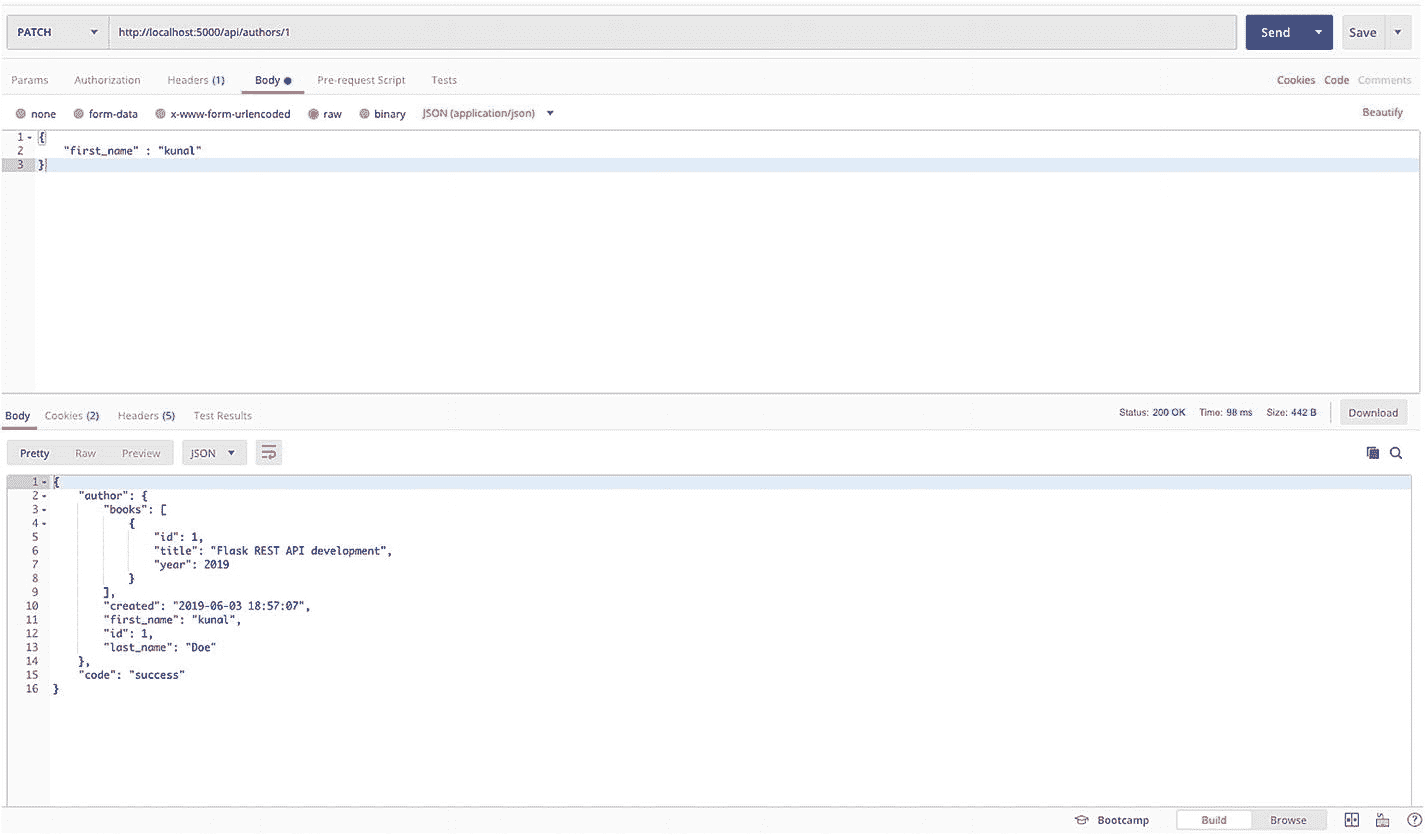 PATCH http://localhost:5000/api/authors/1 Send Save
Params Authorization Headers (1) Body Pre-request Script Tests Cookies Code Comments
none form-data x-www-form-urlencoded raw binary JSON (application/json) Beautify
1 {
2 "first_name" : "kunal"
3 }
Body Cookies (2) Headers (5) Test Results Status: 200 OK Time: 98 ms Size: 442 B Download
Pretty Raw Preview JSON
1 {
2 "author": {
3 "books": [
4 {
5 "id": 1,
6 "title": "Flask REST API development",
7 "year": 2019
8 }
9 ],
10 "created": "2019-06-03 18:57:07",
11 "first_name": "kunal",
12 "id": 1,
13 "last_name": "Doe"
14 },
15 "code": "success"
16 }
Bootcamp Build Browse